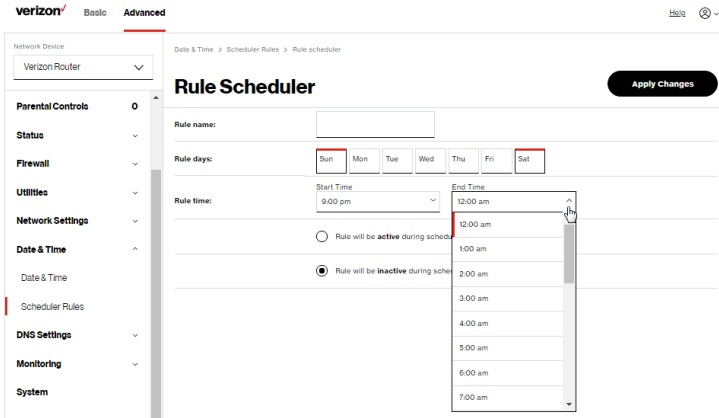 verizon✓ Basic Advanced Help
Network Device
Verizon Router
Parental Controls 0
Status
Firewall
Utilities
Network Settings
Date & Time
Date & Time
Scheduler Rules
DNS Settings
Monitoring
System
Date & Time > Scheduler Rules > Rule scheduler
Rule Scheduler
Apply Changes
Rule name:
Rule days: Sun Mon Tue Wed Thu Fri Sat
Start Time End Time
Rule time: 9:00 pm 12:00 am
Rule will be active during schedu
Rule will be inactive during sche
12:00 am
1:00 am
2:00 am
3:00 am
4:00 am
5:00 am
6:00 am
7:00 am